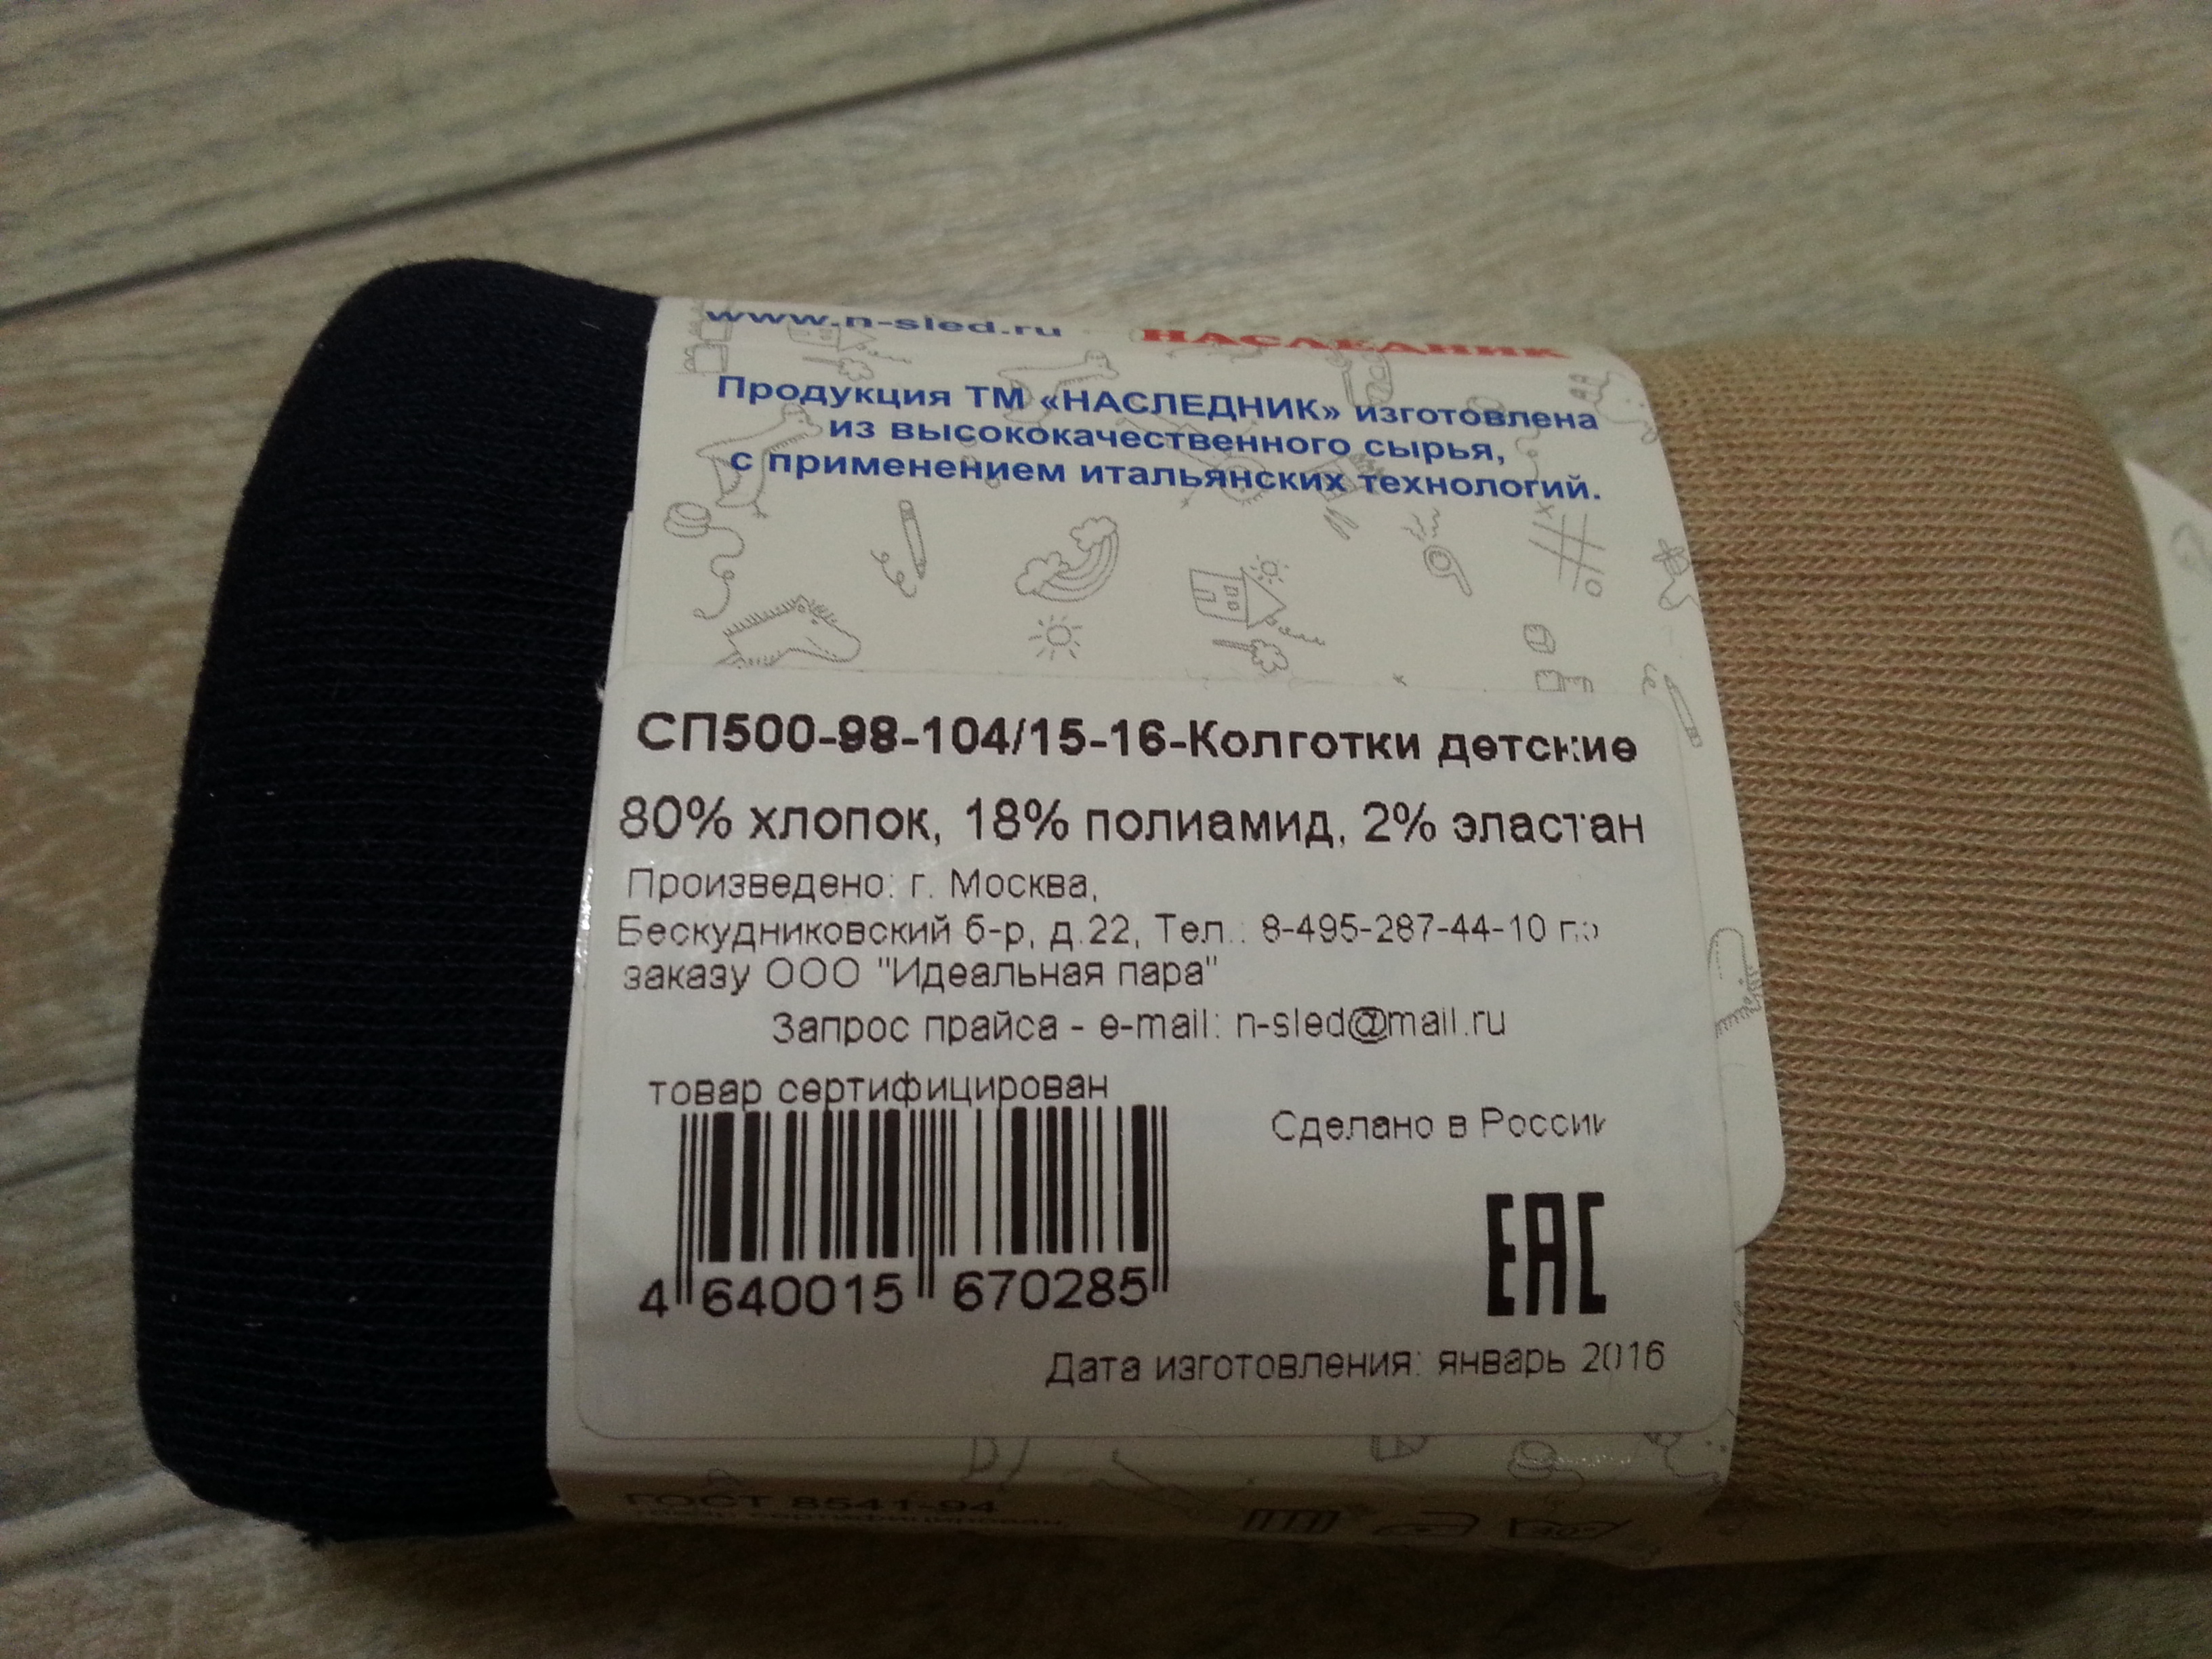 www.n-sled.ru НАСЛЕДНИК
Продукция ТМ «НАСЛЕДНИК» изготовлена
из высококачественного сырья,
с применением итальянских технологий.
СП500-98-104/15-16-Колготки детские
80% хлопок, 18% полиамид, 2% эластан
Произведено: г. Москва,
Бескудниковский б-р, д.22, Тел.: 8-495-287-44-10 по
заказу ООО "Идеальная пара"
Запрос прайса - e-mail: n-sled@mail.ru
товар сертифицирован
Сделано в России
4 640015 670285
ЕАС
Дата изготовления: январь 2016
ГОСТ 8541-94
товар сертифицирован